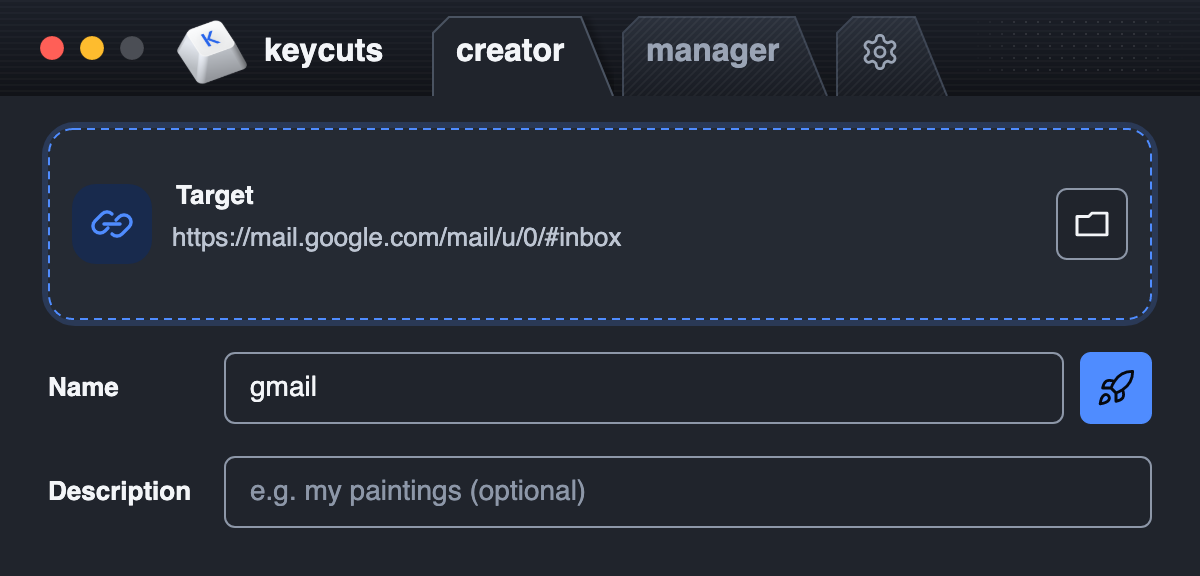 K
keycuts
creator
manager
Target
https://mail.google.com/mail/u/0/#inbox
Name
gmail
Description
e.g. my paintings (optional)